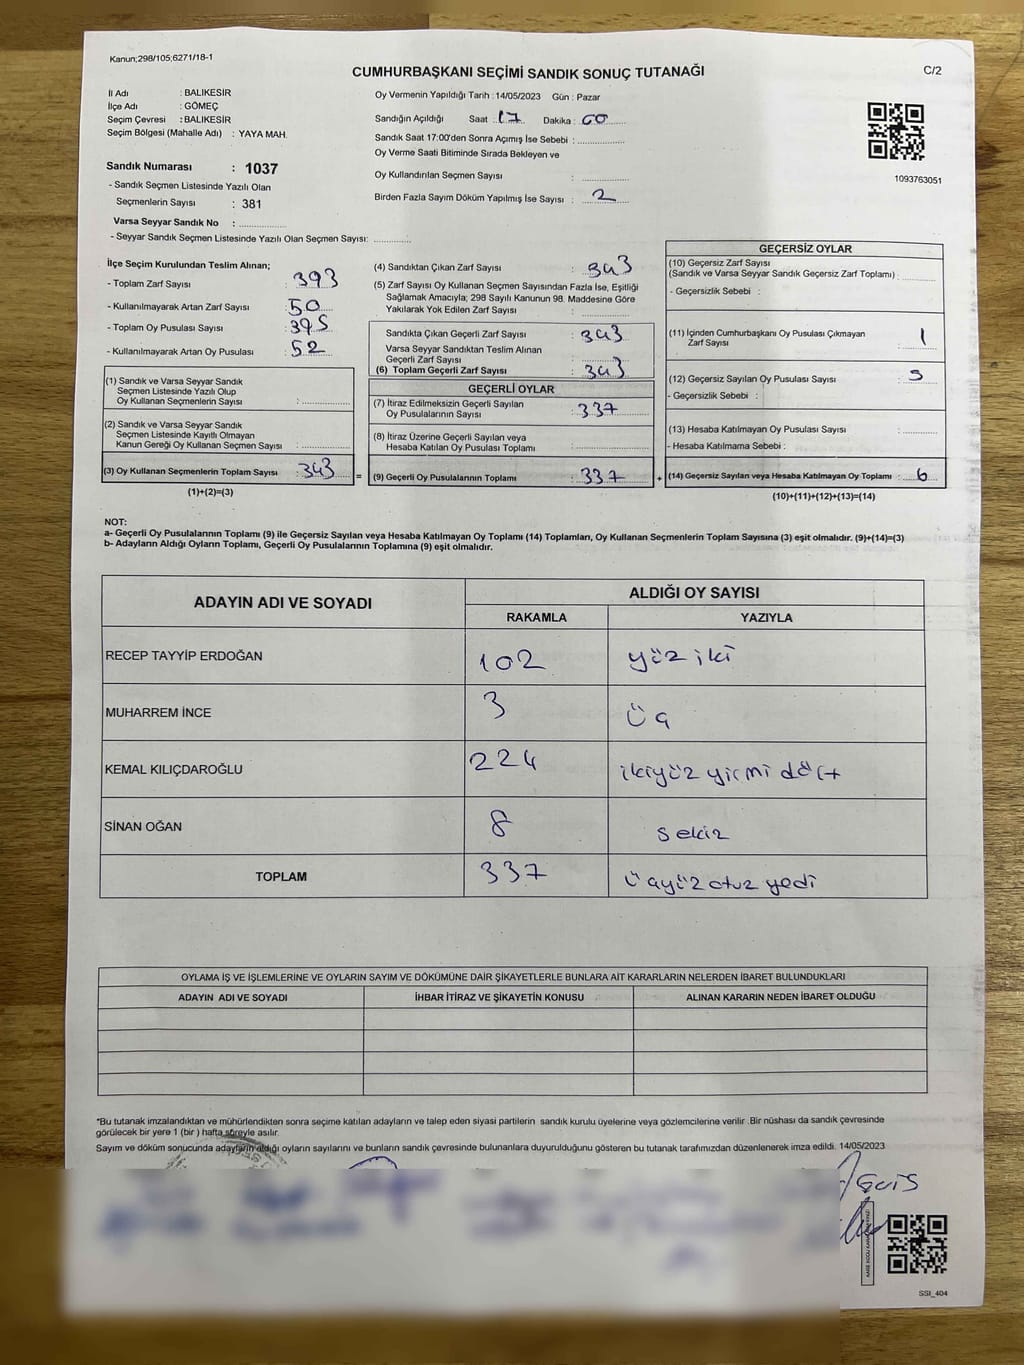 Kanun;298/105;6271/18-1
CUMHURBAŞKANI SEÇİMİ SANDIK SONUÇ TUTANAĞI
C/2
İl Adı : BALIKESİR
İlçe Adı : GÖMEÇ
Seçim Çevresi : BALIKESİR
Seçim Bölgesi (Mahalle Adı) : YAYA MAH.
Sandık Numarası : 1037
- Sandık Seçmen Listesinde Yazılı Olan
Seçmenlerin Sayısı : 381
Varsa Seyyar Sandık No : ................
- Seyyar Sandık Seçmen Listesinde Yazılı Olan Seçmen Sayısı: ............
Oy Vermenin Yapıldığı Tarih : 14/05/2023 Gün : Pazar
Sandığın Açıldığı Saat : 17 Dakika : 00
Sandık Saat 17:00'den Sonra Açımış İse Sebebi : ................
Oy Verme Saati Bitiminde Sırada Bekleyen ve
Oy Kullandırılan Seçmen Sayısı : ................
Birden Fazla Sayım Döküm Yapılmış İse Sayısı : 2
1093763051
İlçe Seçim Kurulundan Teslim Alınan;
- Toplam Zarf Sayısı : 393
- Kullanılmayarak Artan Zarf Sayısı : 50
- Toplam Oy Pusulası Sayısı : 395
- Kullanılmayarak Artan Oy Pusulası : 52
(1) Sandık ve Varsa Seyyar Sandık
Seçmen Listesinde Yazılı Olup
Oy Kullanan Seçmenlerin Sayısı : ................
(2) Sandık ve Varsa Seyyar Sandık
Seçmen Listesinde Kayıtlı Olmayan
Kanun Gereği Oy Kullanan Seçmen Sayısı : ................
(3) Oy Kullanan Seçmenlerin Toplam Sayısı : 343 =
(1)+(2)=(3)
(4) Sandıktan Çıkan Zarf Sayısı : 343
(5) Zarf Sayısı Oy Kullanan Seçmen Sayısından Fazla İse, Eşitliği
Sağlamak Amacıyla; 298 Sayılı Kanunun 98. Maddesine Göre
Yakılarak Yok Edilen Zarf Sayısı : ................
Sandıkta Çıkan Geçerli Zarf Sayısı : 343
Varsa Seyyar Sandıktan Teslim Alınan
Geçerli Zarf Sayısı : ................
(6) Toplam Geçerli Zarf Sayısı : 343
GEÇERLİ OYLAR
(7) İtiraz Edilmeksizin Geçerli Sayılan
Oy Pusulalarının Sayısı : 337
(8) İtiraz Üzerine Geçerli Sayılan veya
Hesaba Katılan Oy Pusulası Toplamı : ................
(9) Geçerli Oy Pusulalarının Toplamı : 337 +
GEÇERSİZ OYLAR
(10) Geçersiz Zarf Sayısı
(Sandık ve Varsa Seyyar Sandık Geçersiz Zarf Toplamı) : ............
- Geçersizlik Sebebi :
(11) İçinden Cumhurbaşkanı Oy Pusulası Çıkmayan
Zarf Sayısı : 1
(12) Geçersiz Sayılan Oy Pusulası Sayısı : 5
- Geçersizlik Sebebi :
(13) Hesaba Katılmayan Oy Pusulası Sayısı : ............
- Hesaba Katılmama Sebebi :
(14) Geçersiz Sayılan veya Hesaba Katılmayan Oy Toplamı : 6
(10)+(11)+(12)+(13)=(14)
NOT:
a- Geçerli Oy Pusulalarının Toplamı (9) ile Geçersiz Sayılan veya Hesaba Katılmayan Oy Toplamı (14) Toplamları, Oy Kullanan Seçmenlerin Toplam Sayısına (3) eşit olmalıdır. (9)+(14)=(3)
b- Adayların Aldığı Oyların Toplamı, Geçerli Oy Pusulalarının Toplamına (9) eşit olmalıdır.
ADAYIN ADI VE SOYADI
ALDIĞI OY SAYISI
RAKAMLA YAZIYLA
RECEP TAYYİP ERDOĞAN 102 yüz iki
MUHARREM İNCE 3 üç
KEMAL KILIÇDAROĞLU 224 ikiyüz yirmi dört
SİNAN OĞAN 8 sekiz
TOPLAM 337 üçyüz otuz yedi
OYLAMA İŞ VE İŞLEMLERİNE VE OYLARIN SAYIM VE DÖKÜMÜNE DAİR ŞİKAYETLERLE BUNLARA AİT KARARLARIN NELERDEN İBARET BULUNDUKLARI
ADAYIN ADI VE SOYADI İHBAR İTİRAZ VE ŞİKAYETİN KONUSU ALINAN KARARIN NEDEN İBARET OLDUĞU
*Bu tutanak imzalandıktan ve mühürlendikten sonra seçime katılan adayların ve talep eden siyasi partilerin sandık kurulu üyelerine veya gözlemcilerine verilir. Bir nüshası da sandık çevresinde
görülecek bir yere 1 (bir ) hafta süreyle asılır.
Sayım ve döküm sonucunda adayların aldığı oyların sayılarını ve bunların sandık çevresinde bulunanlara duyurulduğunu gösteren bu tutanak tarafımızdan düzenlenerek imza edildi. 14/05/2023
SSI_404